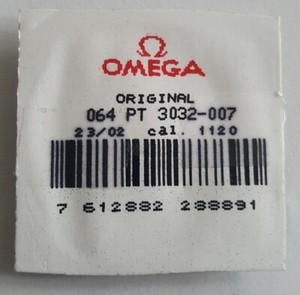 OMEGA
ORIGINAL
064 PT 3032-007
23/02 cal. 1120
7 612882 288891